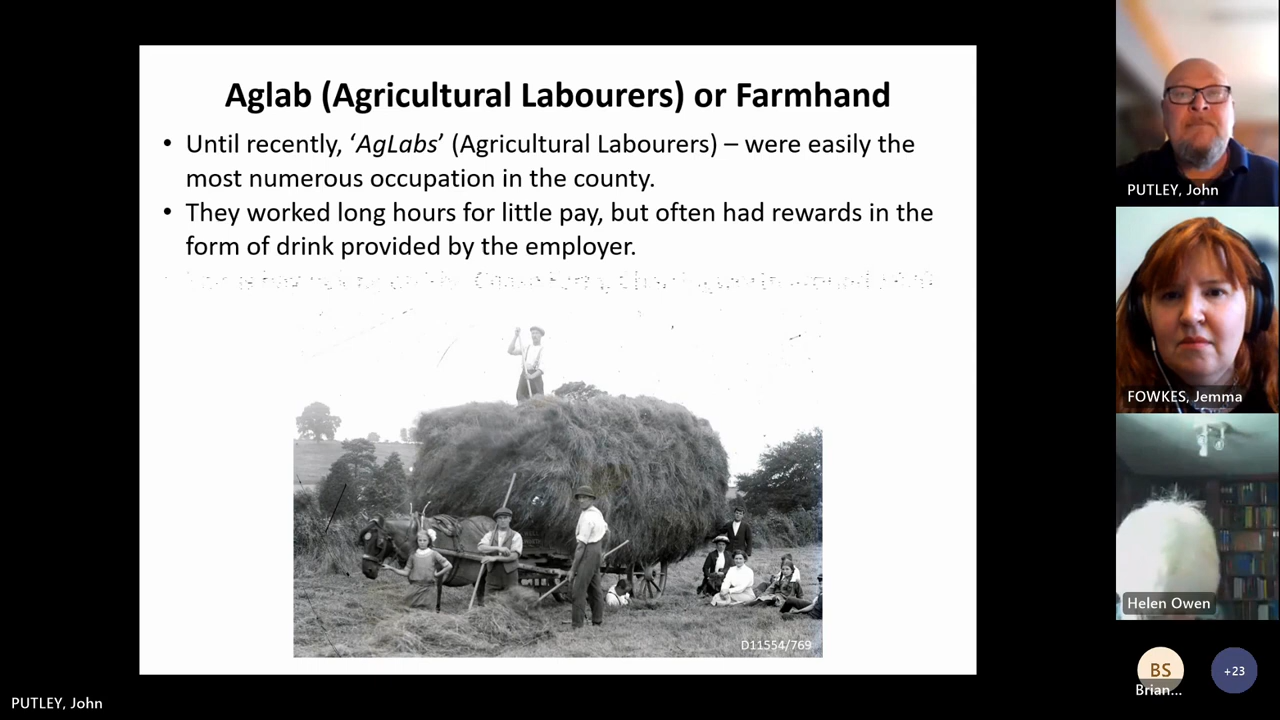 Aglab (Agricultural Labourers) or Farmhand
• Until recently, ‘AgLabs’ (Agricultural Labourers) – were easily the
most numerous occupation in the county.
• They worked long hours for little pay, but often had rewards in the
form of drink provided by the employer.
D11554/769
PUTLEY, John
FOWKES, Jemma
Helen Owen
BS
Brian...
+23
PUTLEY, John